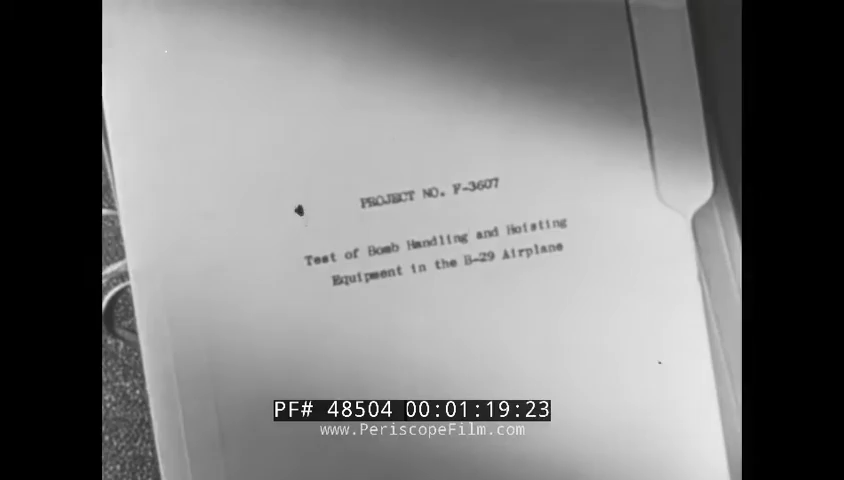 PROJECT NO. F-3607
Test of Bomb Handling and Hoisting
Equipment in the B-29 Airplane
PF# 48504 00:01:19:23
www.PeriscopeFilm.com